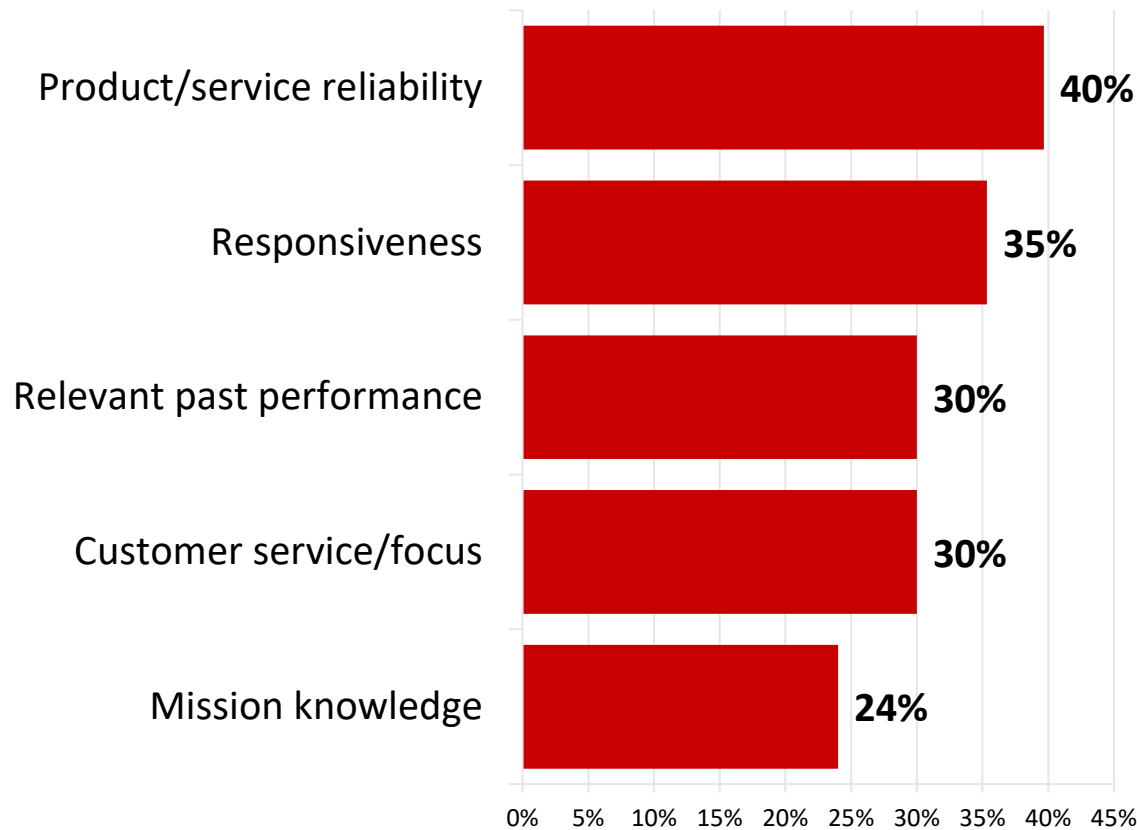 Product/service reliability 40%
Responsiveness 35%
Relevant past performance 30%
Customer service/focus 30%
Mission knowledge 24%
0% 5% 10% 15% 20% 25% 30% 35% 40% 45%